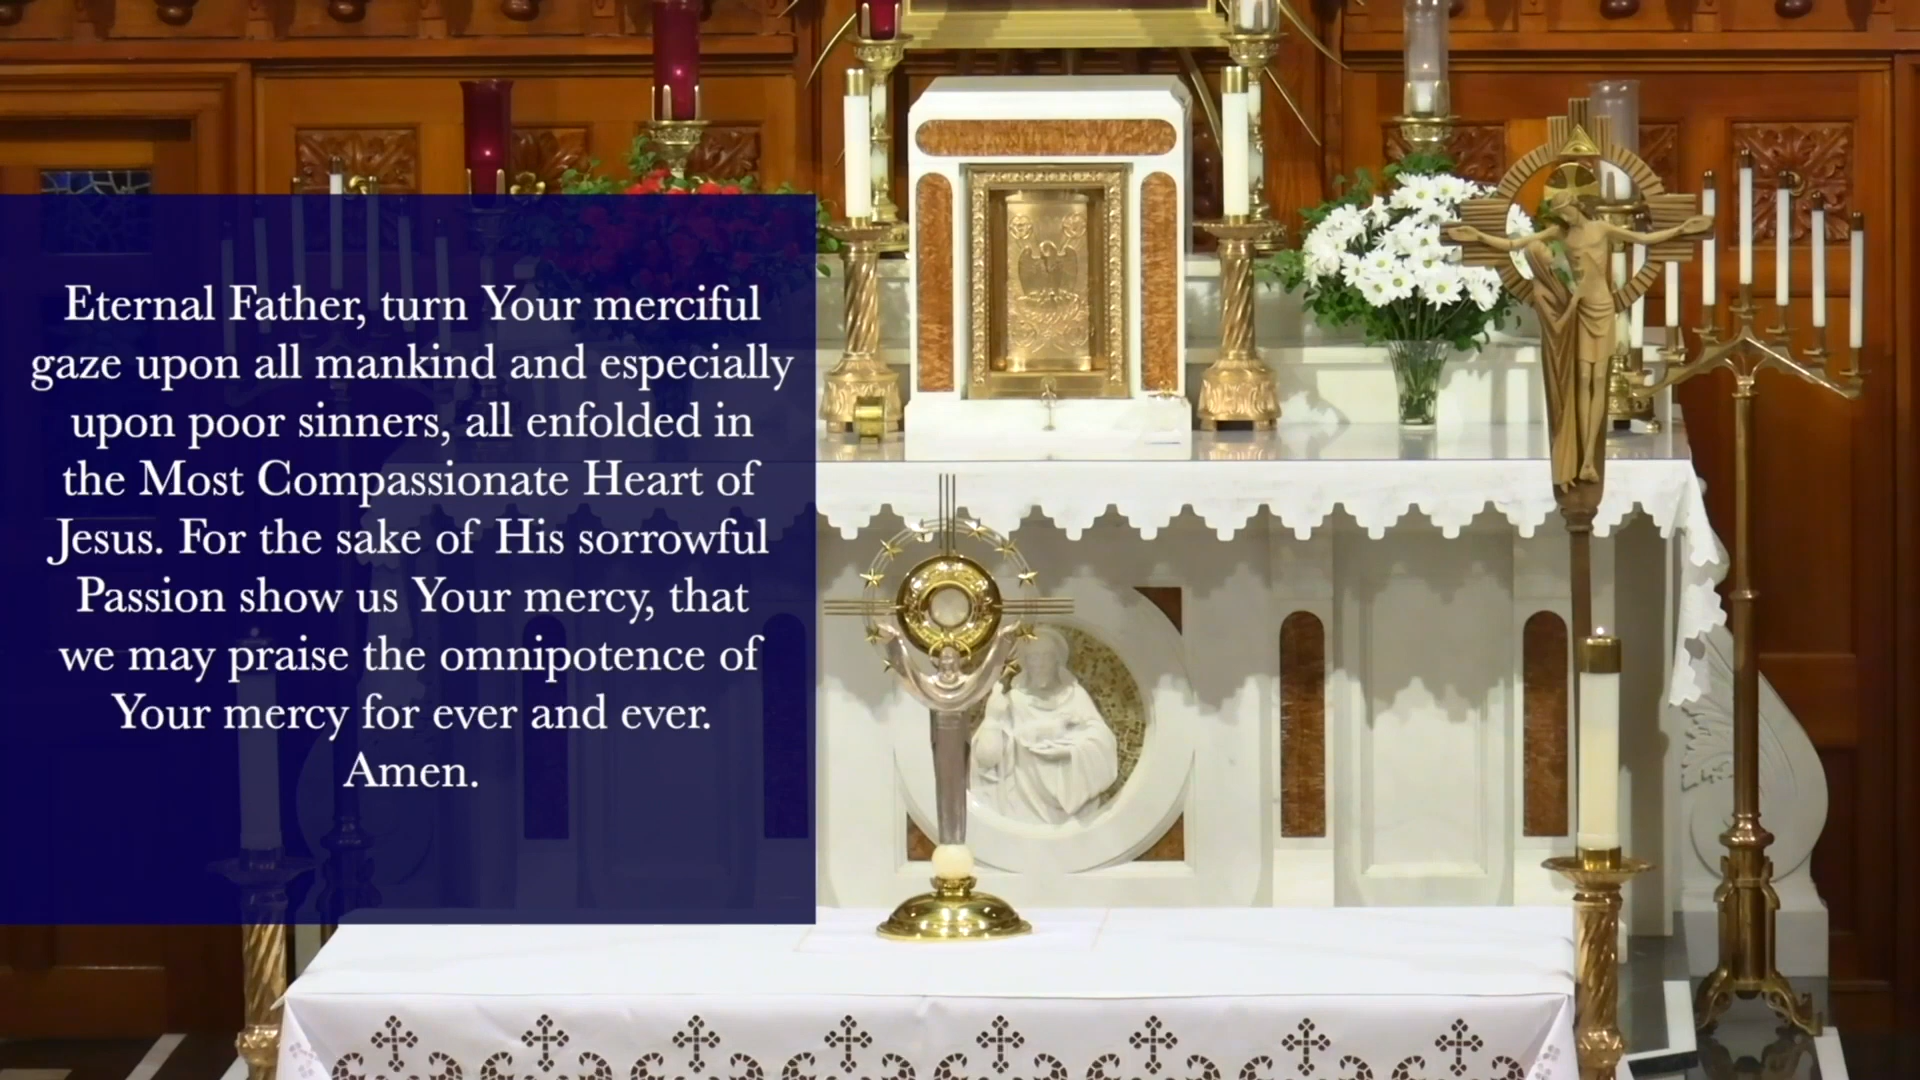 Eternal Father, turn Your merciful
gaze upon all mankind and especially
upon poor sinners, all enfolded in
the Most Compassionate Heart of
Jesus. For the sake of His sorrowful
Passion show us Your mercy, that
we may praise the omnipotence of
Your mercy for ever and ever.
Amen.